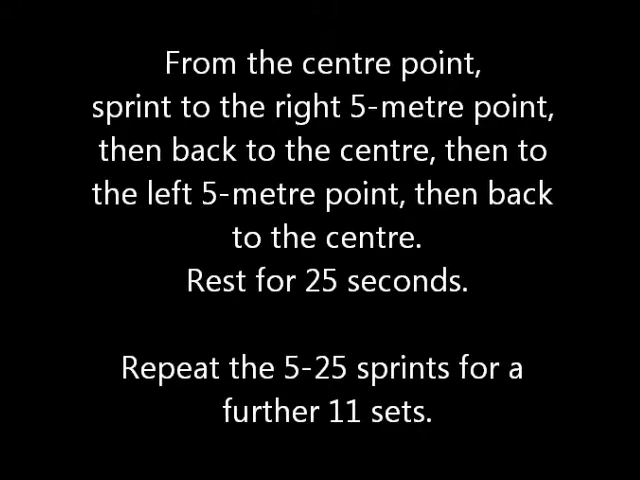 From the centre point,
sprint to the right 5-metre point,
then back to the centre, then to
the left 5-metre point, then back
to the centre.
Rest for 25 seconds.
Repeat the 5-25 sprints for a
further 11 sets.